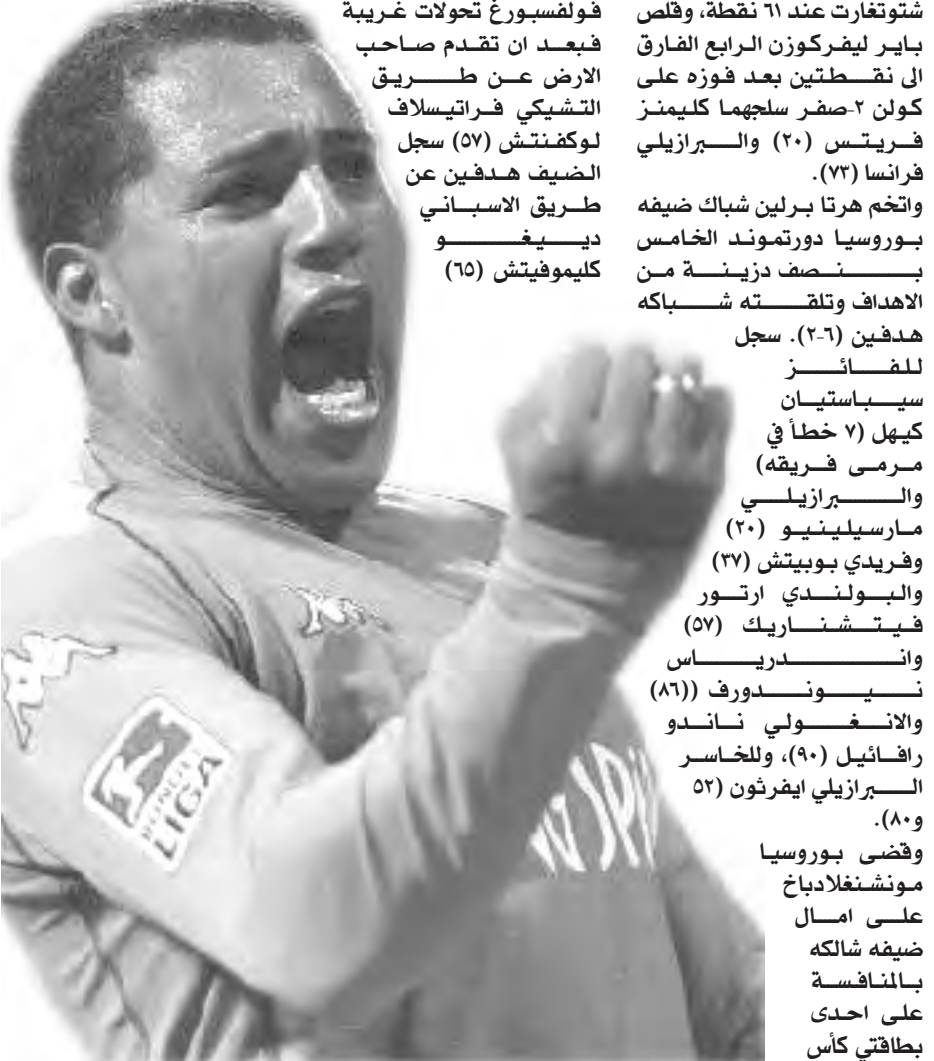 شتوتغارت عند ٦١ نقطة، وقلص
باير ليفركوزن الرابع الفارق
الى نقطتين بعد فوزه على
كولن ٢-صفر سلجهما كليمنز
فريتس (٢٠) والبرازيلي
فرانسا (٧٣).
واتخم هرتا برلين شباك ضيفه
بوروسيا دورتموند الخامس
بنصف دزينة من
الاهداف وتلقته شباكه
هدفين (٦-٢). سجل
للفائز
سيباستيان
كيهل (٧ خطأ في
مرمى فريقه)
والبرازيلي
مارسيلينيو (٢٠)
وفريدي بوبيتش (٣٧)
والبولندي ارتور
فيتشناريك (٥٧)
واندرياس
نيوندورف ((٨٦)
والانغولي ناندو
رافائيل (٩٠)، وللخاسر
البرازيلي ايفرثون (٥٢
و٨٠).
وقضى بوروسيا
مونشنغلادباخ
على امال
ضيفه شالكه
بالمنافسة
على احدى
بطاقتي كأس
فولفسبورغ تحولات غريبة
فبعد ان تقدم صاحب
الارض عن طريق
التشيكي فراتيسلاف
لوكفنتش (٥٧) سجل
الضيف هدفين عن
طريق الاسباني
دييغو
كليموفيتش (٦٥)
BUNDES
LIGA